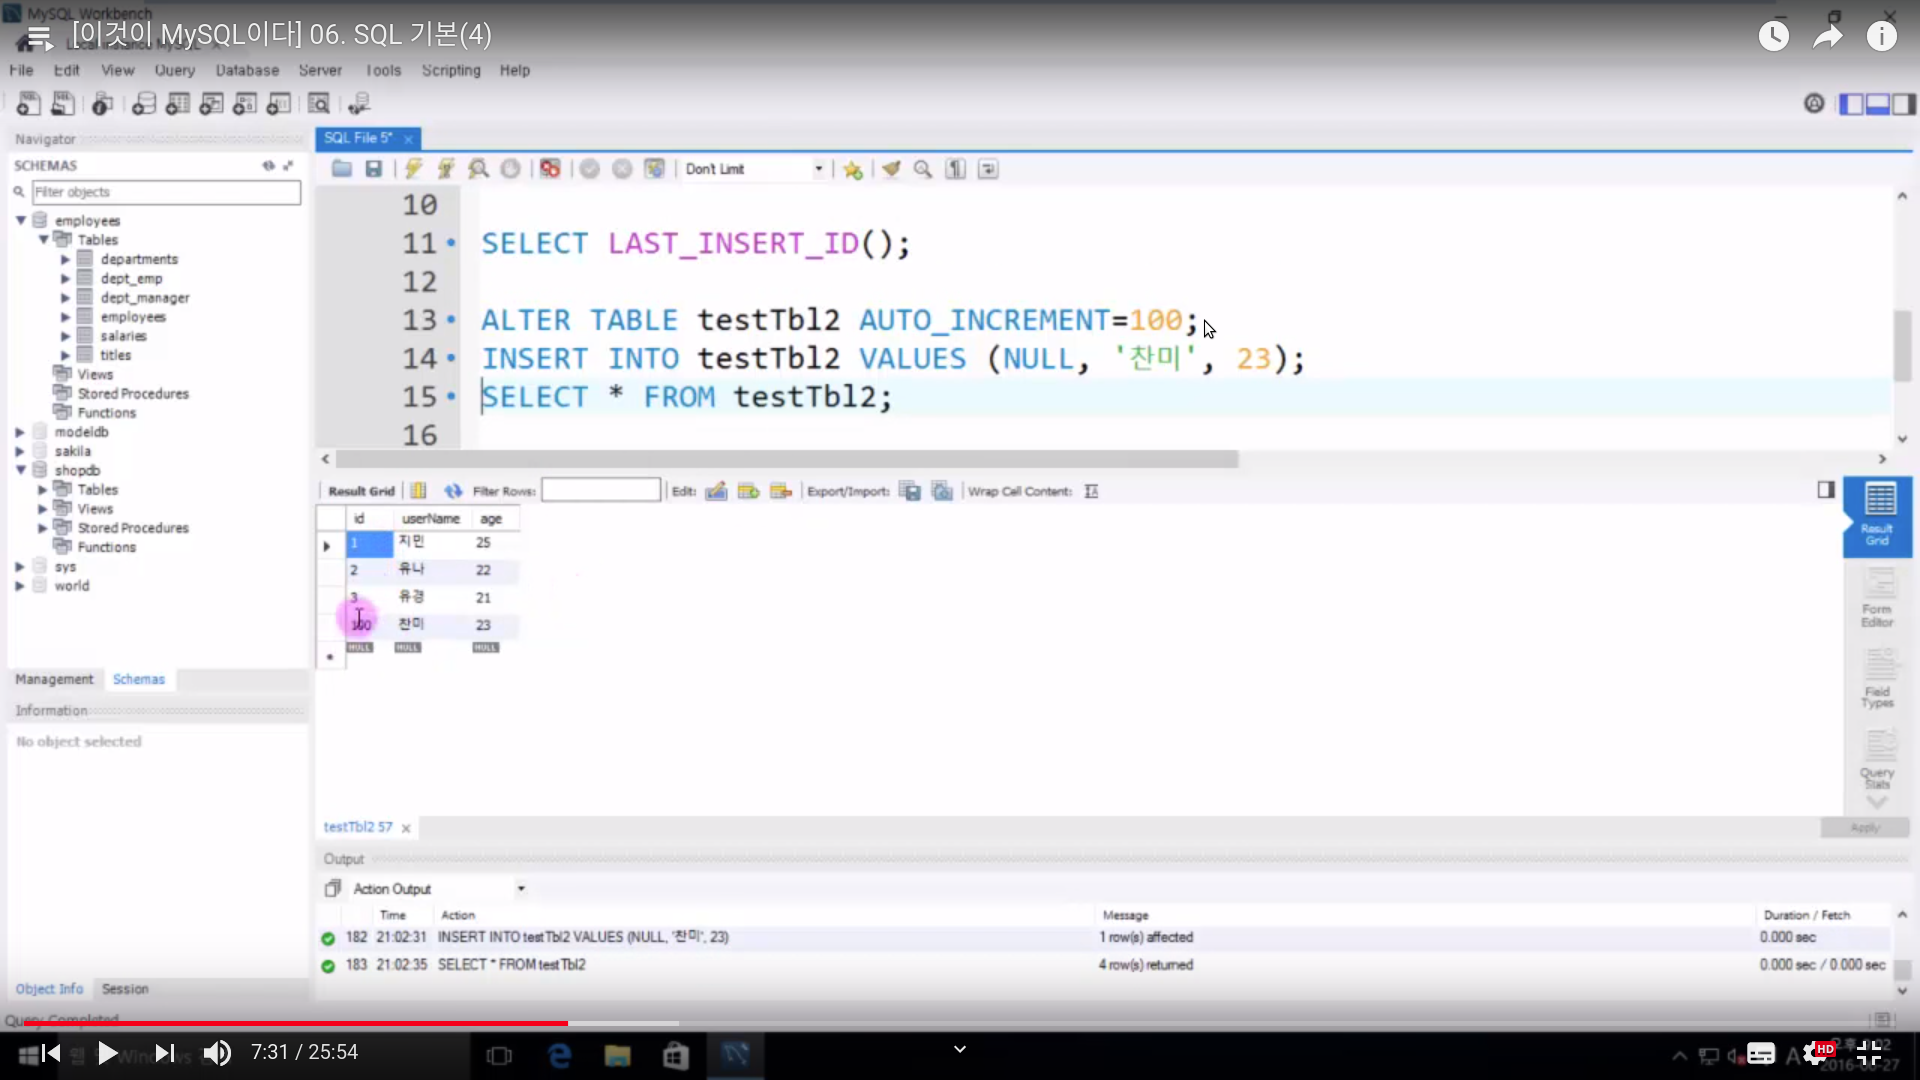 MySQL Workbench
[이것이 MySQL이다] 06. SQL 기본(4)
File Edit View Query Database Server Tools Scripting Help
Navigator
SQL File 5*
SCHEMAS
Don't Limit
Filter objects
employees
Tables
departments
dept_emp
dept_manager
employees
salaries
titles
Views
Stored Procedures
Functions
modeldb
sakila
shopdb
Tables
Views
Stored Procedures
Functions
sys
world
10
11 SELECT LAST_INSERT_ID();
12
13 ALTER TABLE testTbl2 AUTO_INCREMENT=100;
14 INSERT INTO testTbl2 VALUES (NULL, '찬미', 23);
15 SELECT * FROM testTbl2;
16
Result Grid Filter Rows: Edit: Export/Import: Wrap Cell Content:
id userName age
1 지민 25
2 유나 22
3 유경 21
100 찬미 23
NULL NULL NULL
Result Grid
Form Editor
Field Types
Query Stats
Management Schemas
Information
No object selected
testTbl2 57
Apply
Output
Action Output
Time Action Message Duration / Fetch
182 21:02:31 INSERT INTO testTbl2 VALUES (NULL, '찬미', 23) 1 row(s) affected 0.000 sec
183 21:02:35 SELECT * FROM testTbl2 4 row(s) returned 0.000 sec / 0.000 sec
Object Info Session
Query Completed
7:31 / 25:54
HD